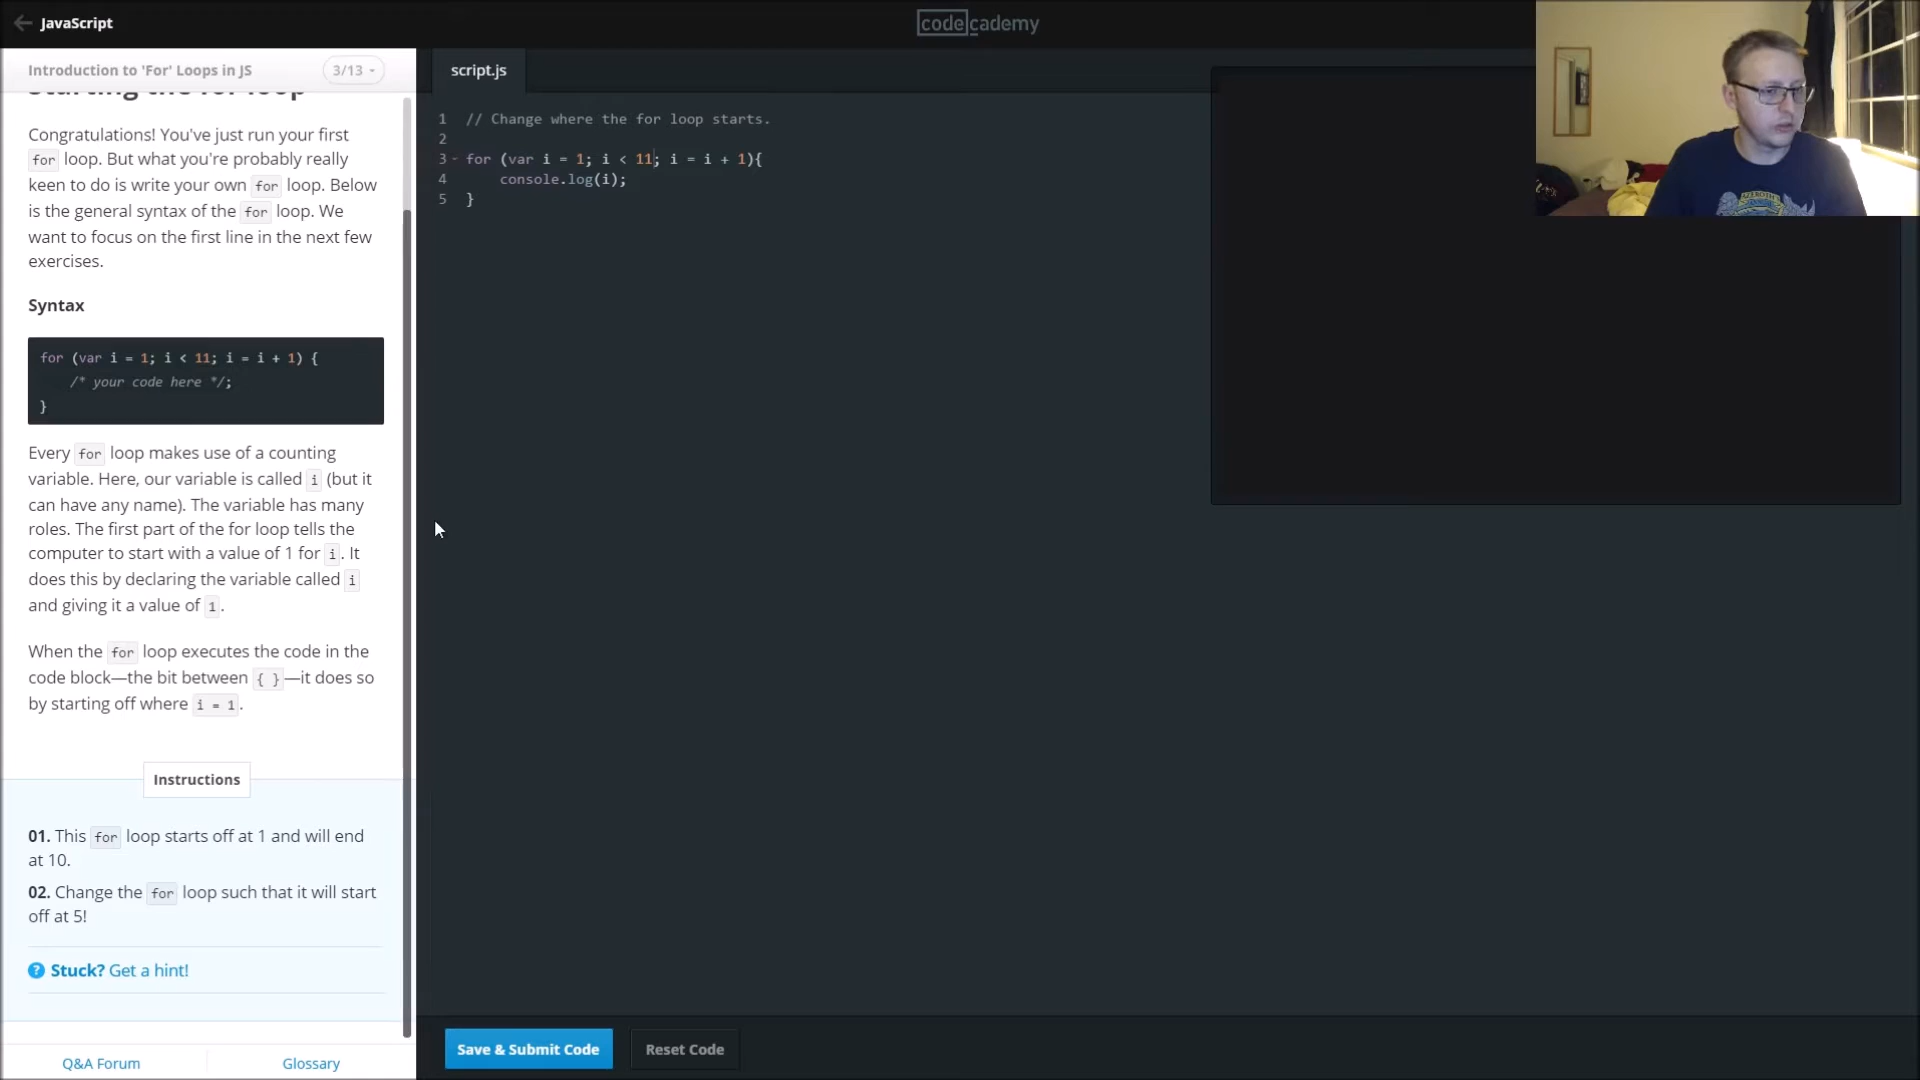 JavaScript
codecademy
Introduction to 'For' Loops in JS
3/13
script.js
Starting the for loop
Congratulations! You've just run your first
for loop. But what you're probably really
keen to do is write your own for loop. Below
is the general syntax of the for loop. We
want to focus on the first line in the next few
exercises.
Syntax
for (var i = 1; i < 11; i = i + 1) {
/* your code here */;
}
Every for loop makes use of a counting
variable. Here, our variable is called i (but it
can have any name). The variable has many
roles. The first part of the for loop tells the
computer to start with a value of 1 for i. It
does this by declaring the variable called i
and giving it a value of 1.
When the for loop executes the code in the
code block—the bit between { }—it does so
by starting off where i = 1.
Instructions
01. This for loop starts off at 1 and will end
at 10.
02. Change the for loop such that it will start
off at 5!
? Stuck? Get a hint!
Q&A Forum
Glossary
1 // Change where the for loop starts.
2
3 for (var i = 1; i < 11; i = i + 1){
4 console.log(i);
5 }
Save & Submit Code
Reset Code